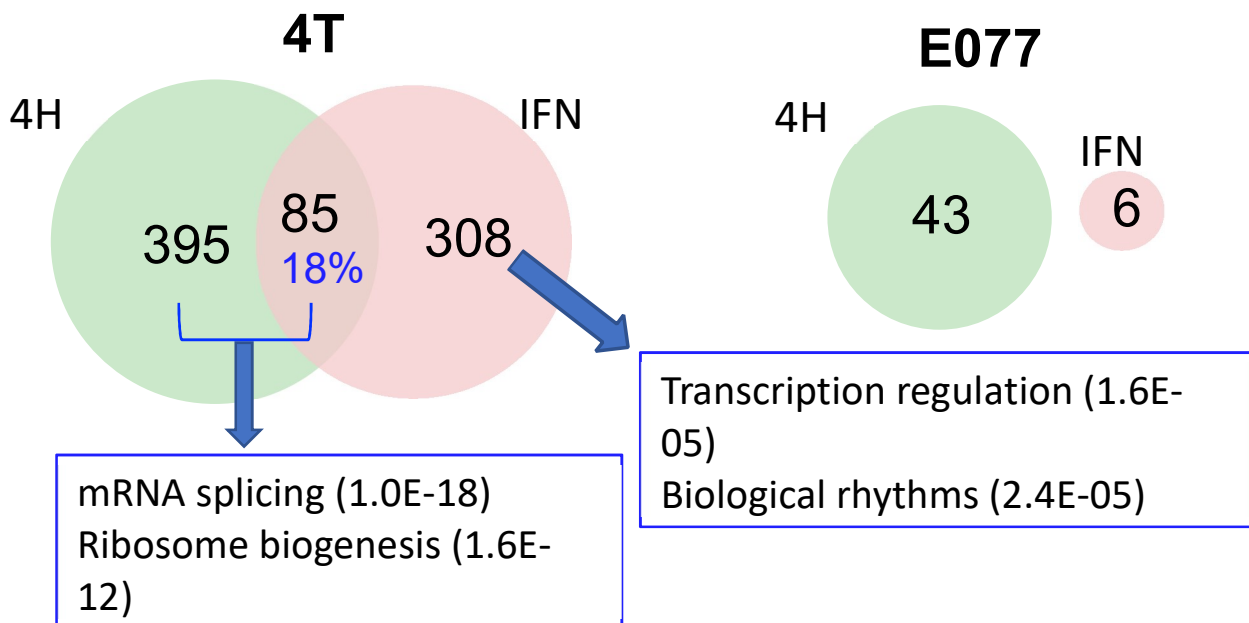 4T
4H
IFN
395
85
18%
308
mRNA splicing (1.0E-18)
Ribosome biogenesis (1.6E-
12)
E077
4H
IFN
43
6
Transcription regulation (1.6E-
05)
Biological rhythms (2.4E-05)